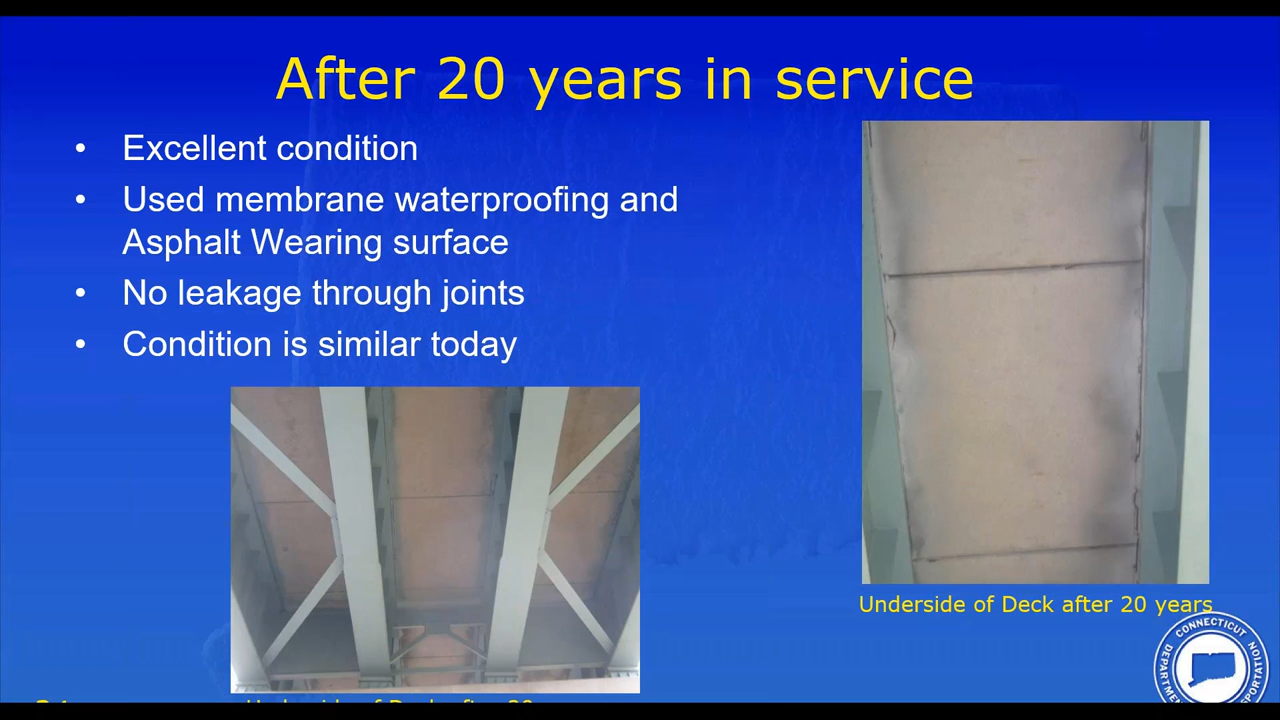 After 20 years in service
• Excellent condition
• Used membrane waterproofing and
Asphalt Wearing surface
• No leakage through joints
• Condition is similar today
Underside of Deck after 20 years
CONNECTICUT
DEPARTMENT